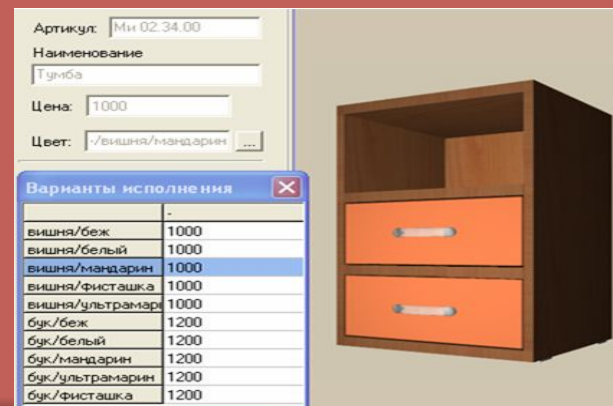 Артикул: Ми 02.34.00
Наименование
Тумба
Цена: 1000
Цвет: -/вишня/мандарин ...
Варианты исполнения
-
вишня/беж 1000
вишня/белый 1000
вишня/мандарин 1000
вишня/фисташка 1000
вишня/ультрамари 1000
бук/беж 1200
бук/белый 1200
бук/мандарин 1200
бук/ультрамарин 1200
бук/фисташка 1200